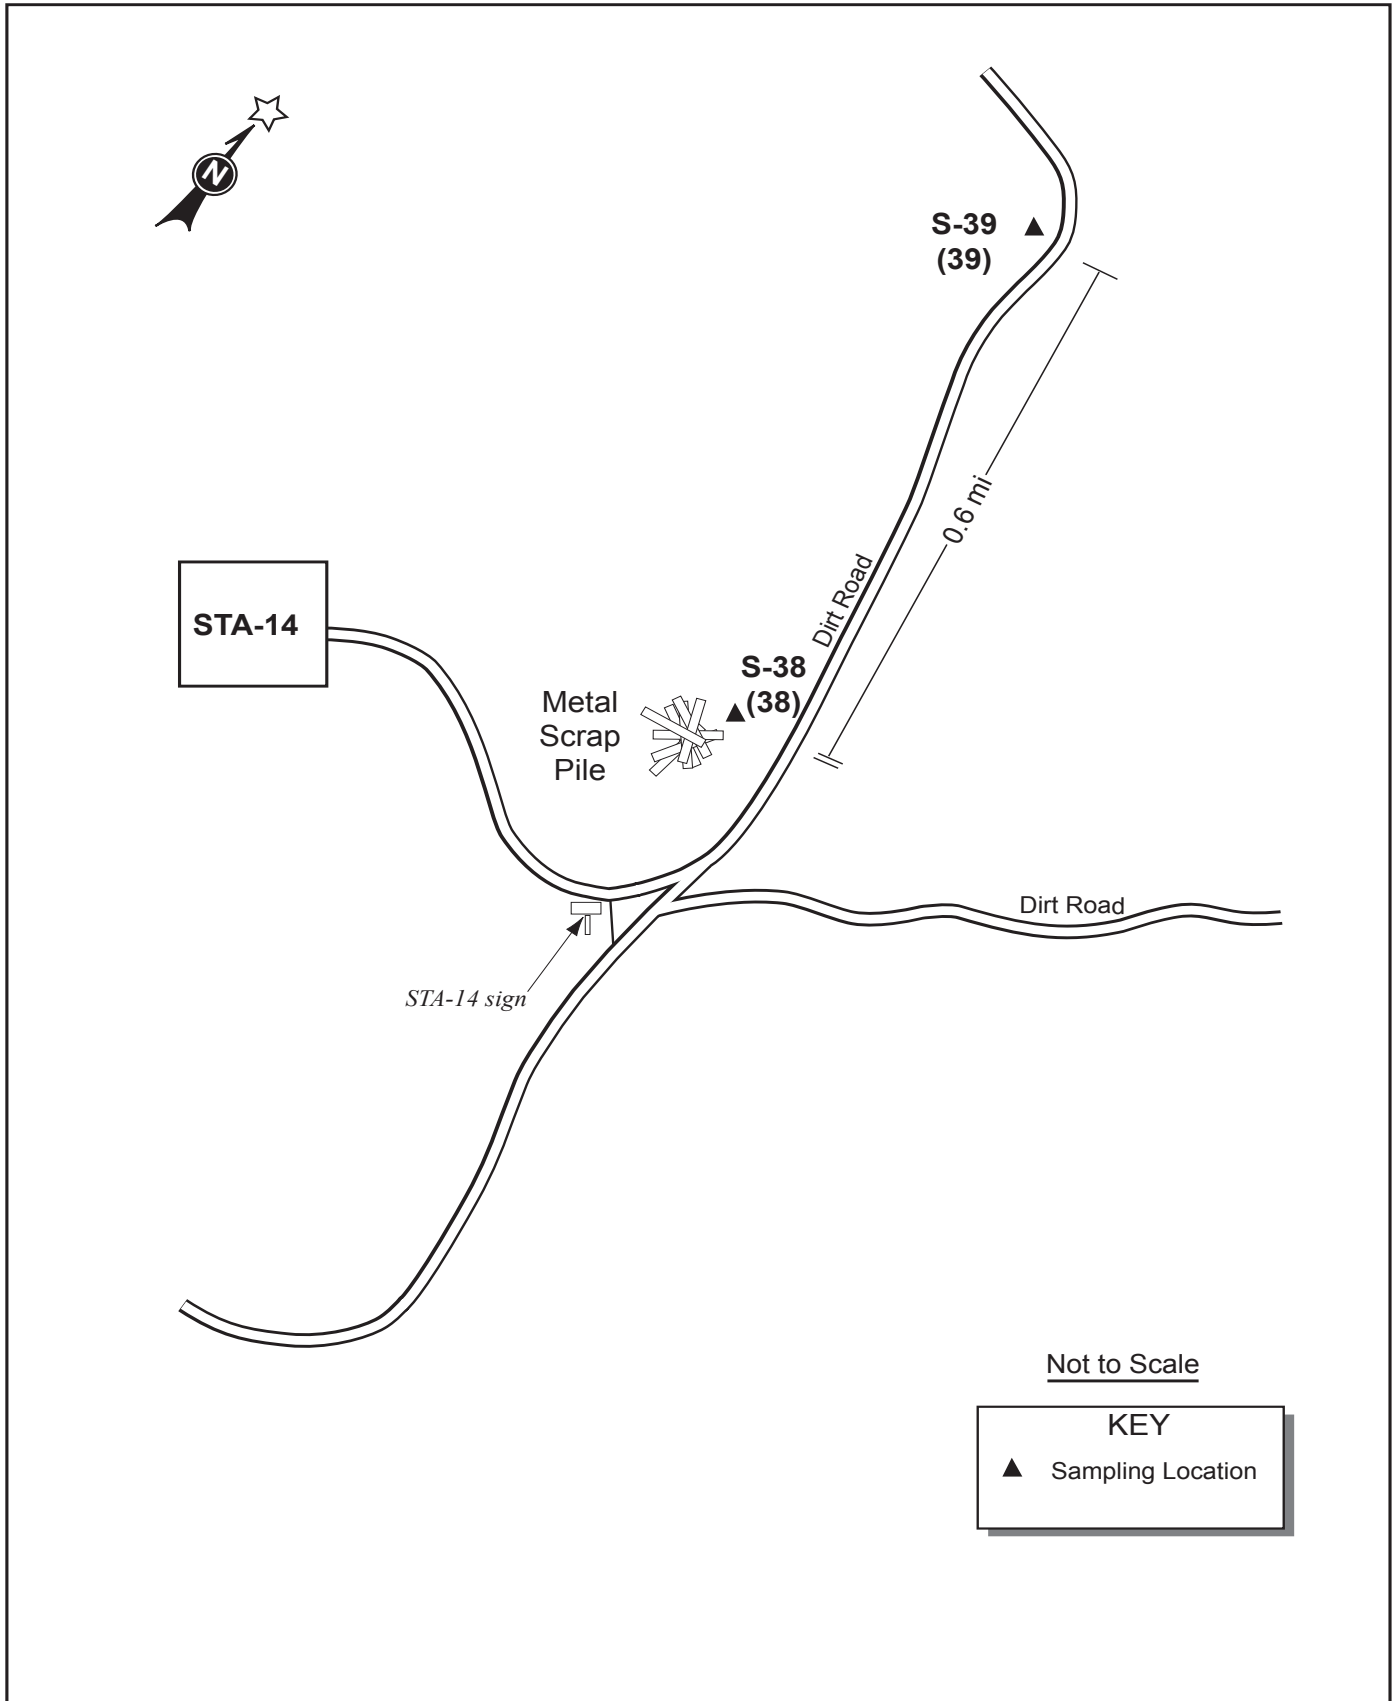 N
S-39
(39)
0.6 mi
Dirt Road
STA-14
S-38
(38)
Metal
Scrap
Pile
Dirt Road
STA-14 sign
Not to Scale
KEY
Sampling Location